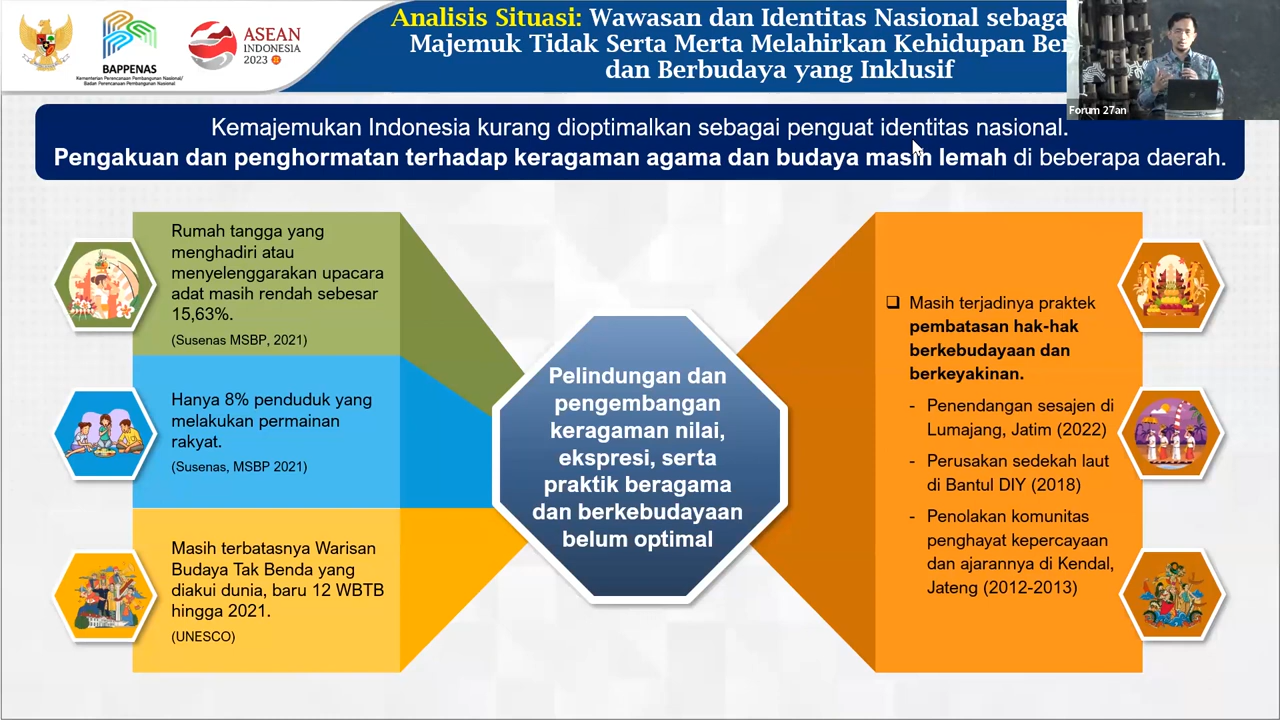 BAPPENAS
Kementerian Perencanaan Pembangunan Nasional/
Badan Perencanaan Pembangunan Nasional
ASEAN
INDONESIA
2023
Analisis Situasi: Wawasan dan Identitas Nasional
Majemuk Tidak Serta Merta Melahirkan Kehidupan
dan Berbudaya yang Inklusif
Forum 27an
Kemajemukan Indonesia kurang dioptimalkan sebagai penguat identitas nasional.
Pengakuan dan penghormatan terhadap keragaman agama dan budaya masih lemah di beberapa daerah.
Rumah tangga yang
menghadiri atau
menyelenggarakan upacara
adat masih rendah sebesar
15,63%.
(Susenas MSBP, 2021)
Hanya 8% penduduk yang
melakukan permainan
rakyat.
(Susenas, MSBP 2021)
Masih terbatasnya Warisan
Budaya Tak Benda yang
diakui dunia, baru 12 WBTB
hingga 2021.
(UNESCO)
Pelindungan dan
pengembangan
keragaman nilai,
ekspresi, serta
praktik beragama
dan berkebudayaan
belum optimal
❑ Masih terjadinya praktek
pembatasan hak-hak
berkebudayaan dan
berkeyakinan.
- Penendangan sesajen di
Lumajang, Jatim (2022)
- Perusakan sedekah laut
di Bantul DIY (2018)
- Penolakan komunitas
penghayat kepercayaan
dan ajarannya di Kendal,
Jateng (2012-2013)